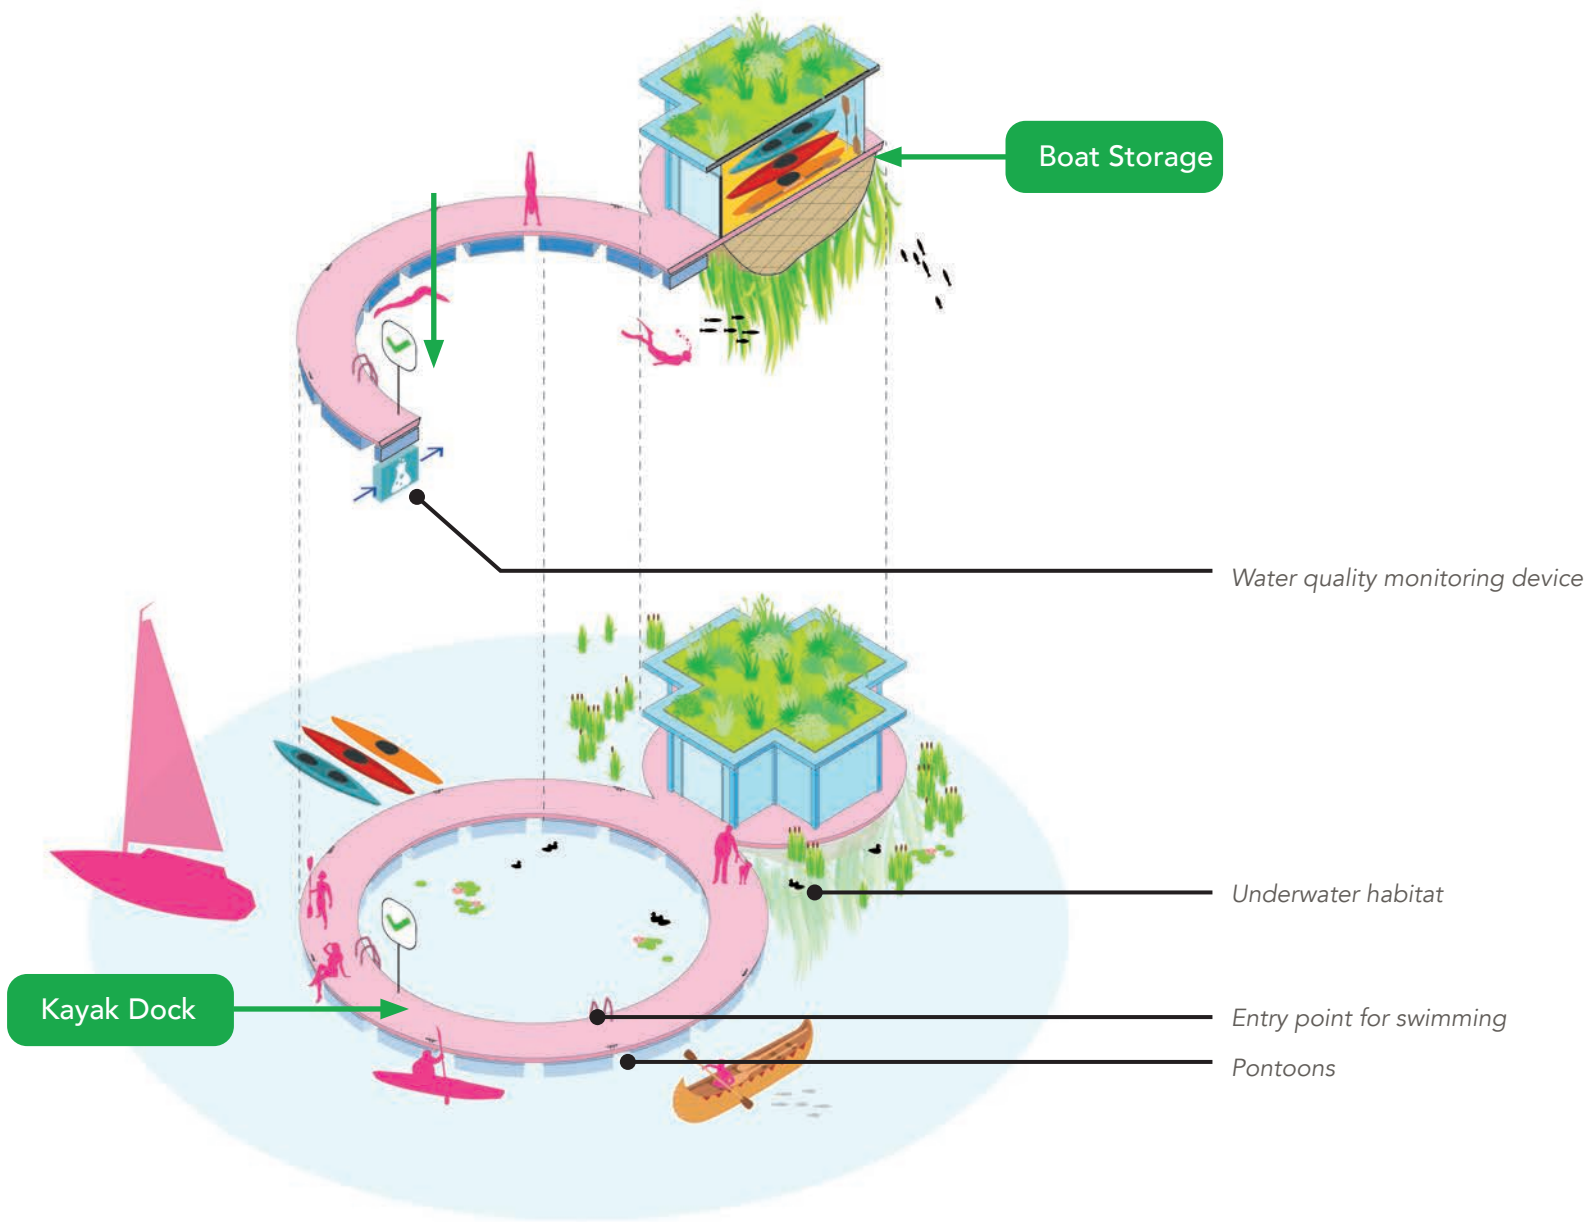 Boat Storage
Water quality monitoring device
Underwater habitat
Kayak Dock
Entry point for swimming
Pontoons